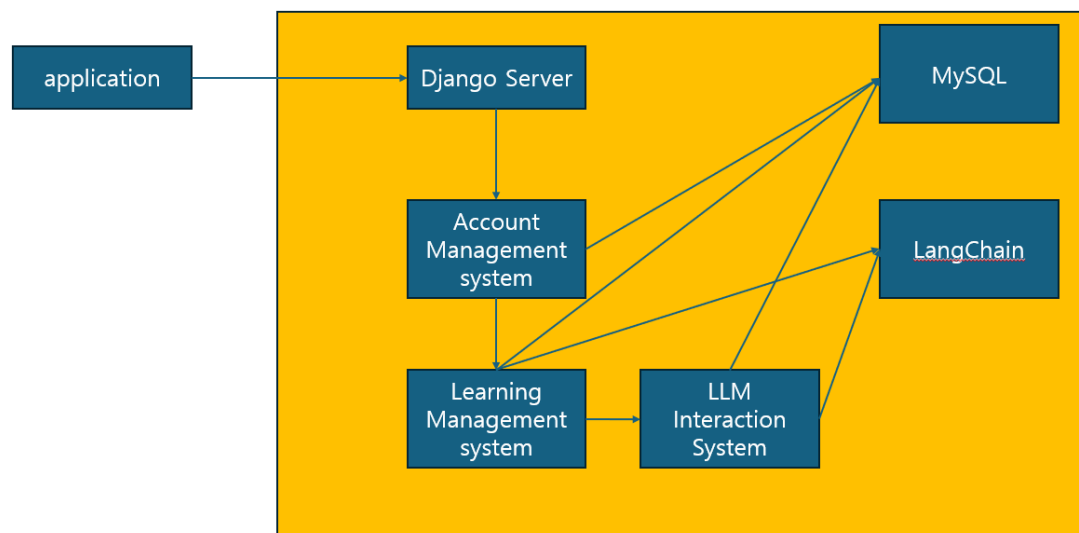 application
Django Server
MySQL
Account
Management
system
LangChain
Learning
Management
system
LLM
Interaction
System